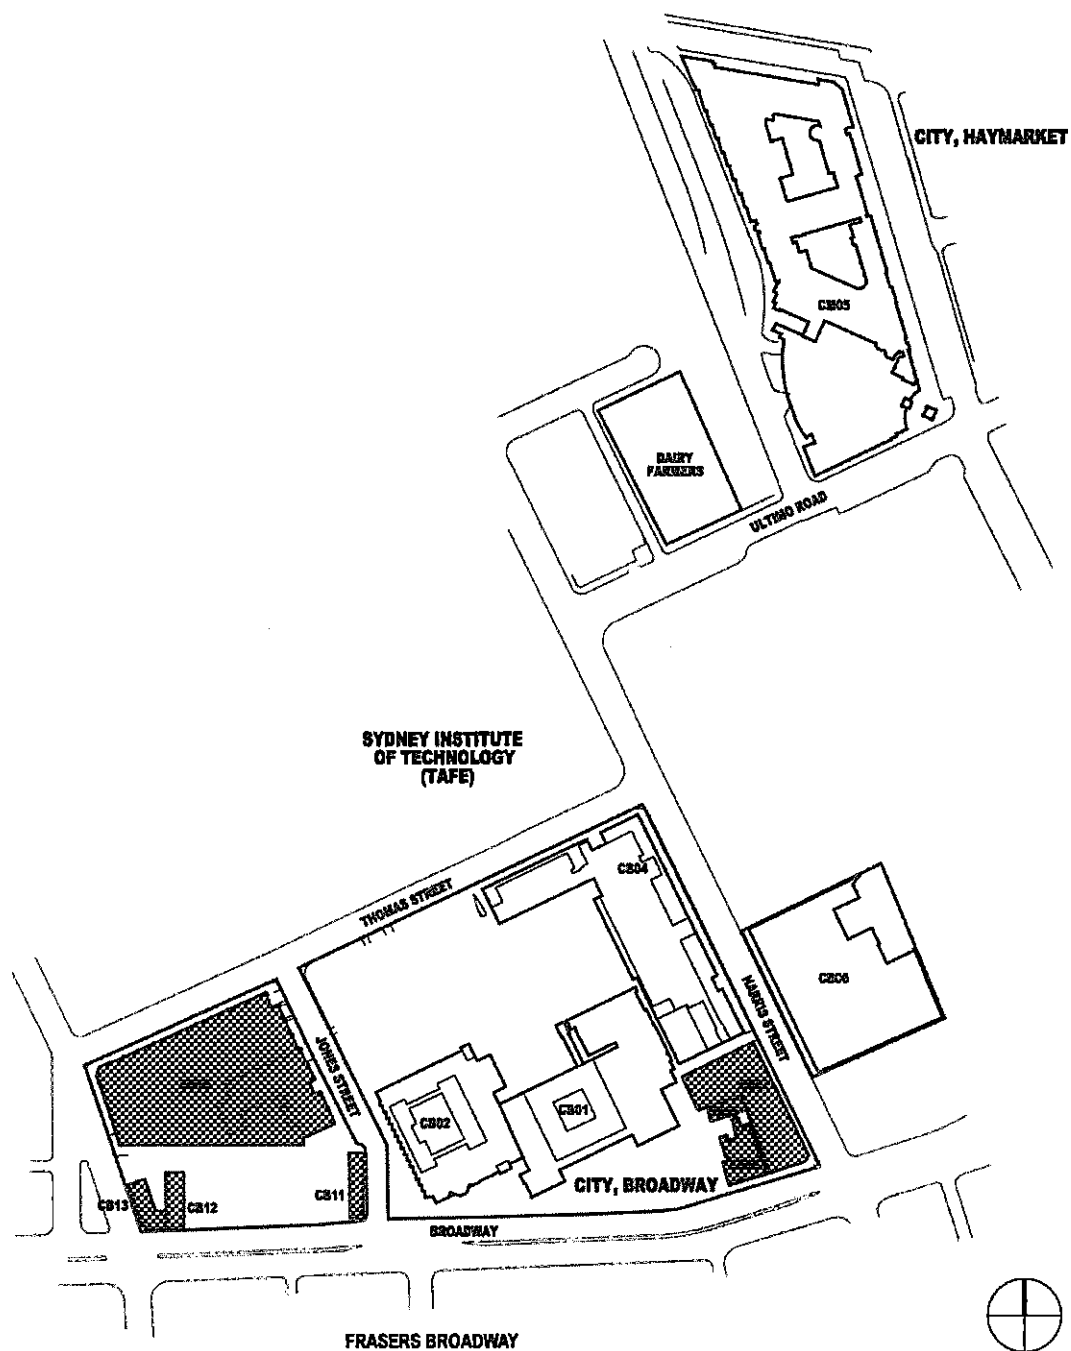 CITY, HAYMARKET
CM05
DAIRY
FARMERS
ULTIMO ROAD
SYDNEY INSTITUTE
OF TECHNOLOGY
(TAFE)
CB04
THOMAS STREET
CB06
HARRIS STREET
JONES STREET
CB02
CB01
CITY, BROADWAY
CB11
CB13
CB12
BROADWAY
FRASERS BROADWAY